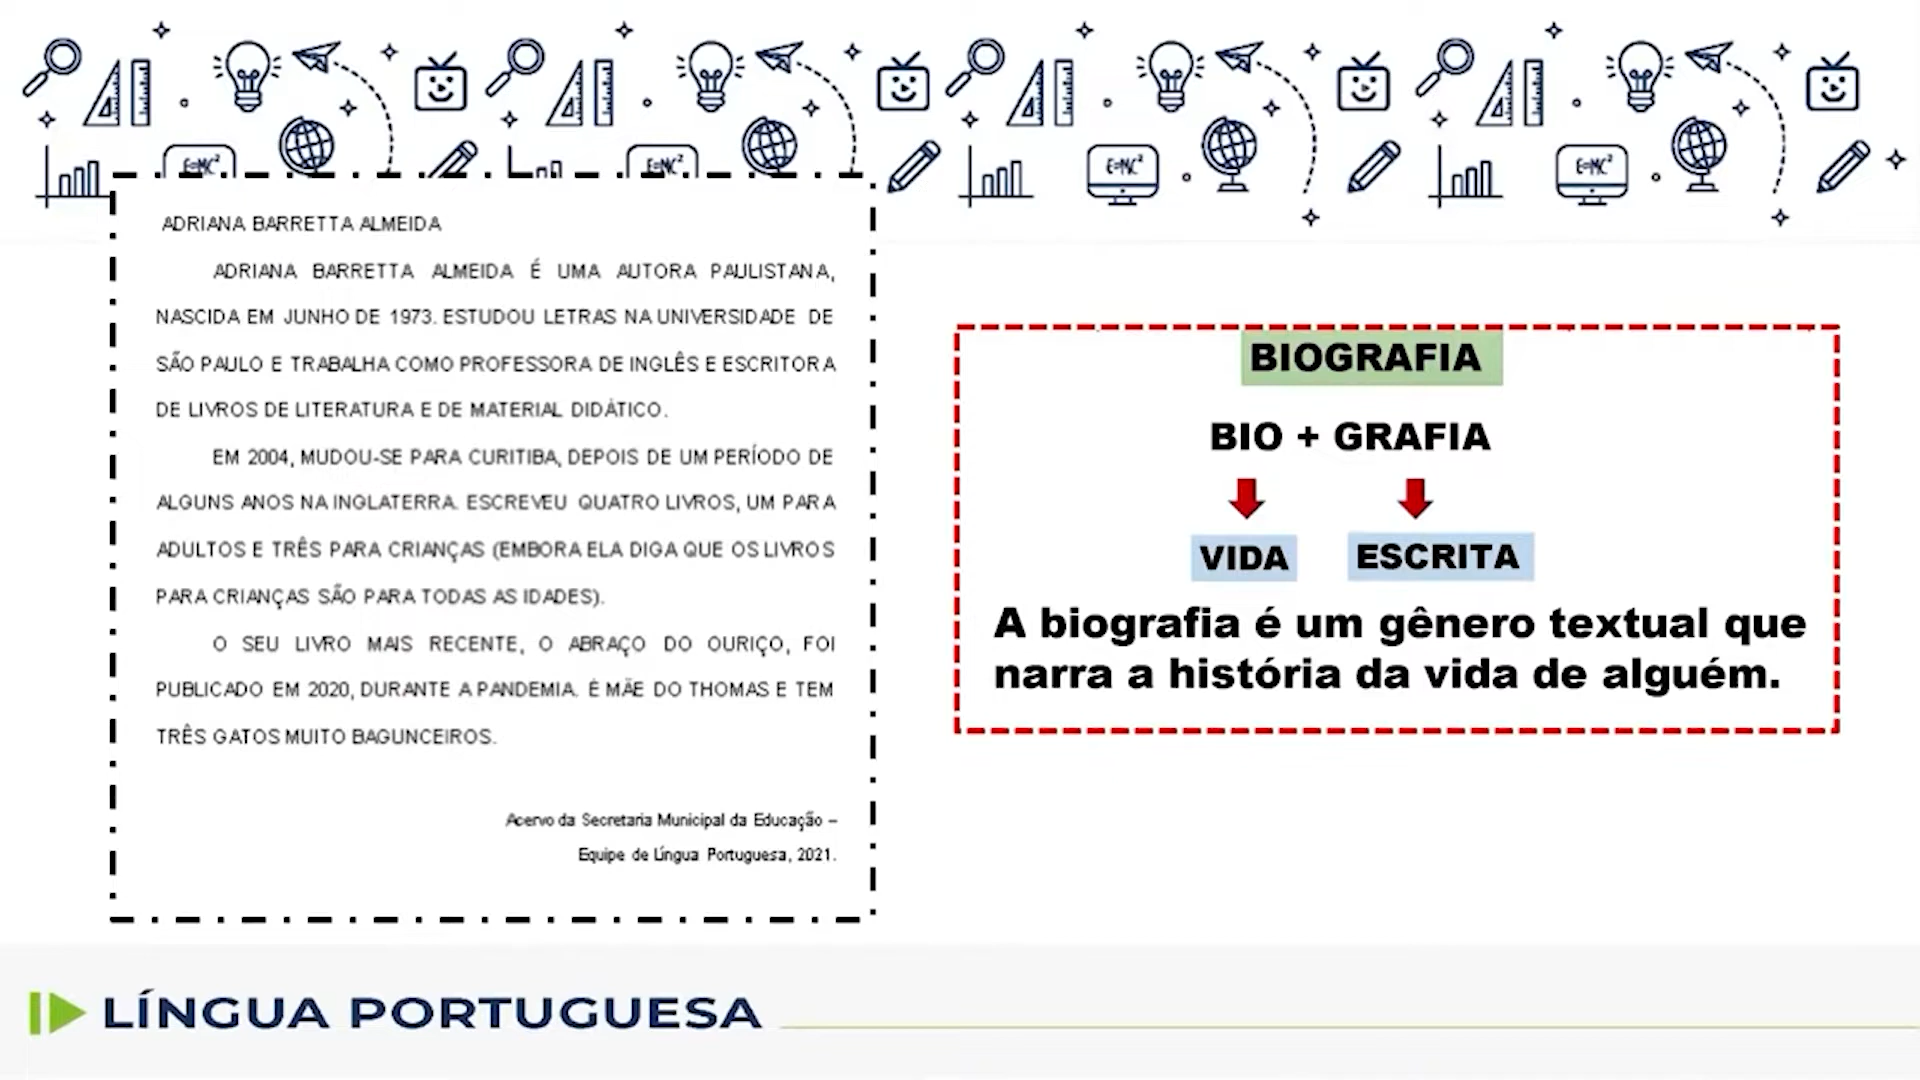 E=MC²
E=MC²
E=MC²
E=MC²
ADRIANA BARRETTA ALMEIDA
ADRIANA BARRETTA ALMEIDA É UMA AUTORA PAULISTANA,
NASCIDA EM JUNHO DE 1973. ESTUDOU LETRAS NA UNIVERSIDADE DE
SÃO PAULO E TRABALHA COMO PROFESSORA DE INGLÊS E ESCRITORA
DE LIVROS DE LITERATURA E DE MATERIAL DIDÁTICO.
EM 2004, MUDOU-SE PARA CURITIBA, DEPOIS DE UM PERÍODO DE
ALGUNS ANOS NA INGLATERRA. ESCREVEU QUATRO LIVROS, UM PARA
ADULTOS E TRÊS PARA CRIANÇAS (EMBORA ELA DIGA QUE OS LIVROS
PARA CRIANÇAS SÃO PARA TODAS AS IDADES).
O SEU LIVRO MAIS RECENTE, O ABRAÇO DO OURIÇO, FOI
PUBLICADO EM 2020, DURANTE A PANDEMIA. É MÃE DO THOMAS E TEM
TRÊS GATOS MUITO BAGUNCEIROS.
Acervo da Secretaria Municipal da Educação –
Equipe de Língua Portuguesa, 2021.
BIOGRAFIA
BIO + GRAFIA
VIDA ESCRITA
A biografia é um gênero textual que
narra a história da vida de alguém.
LÍNGUA PORTUGUESA